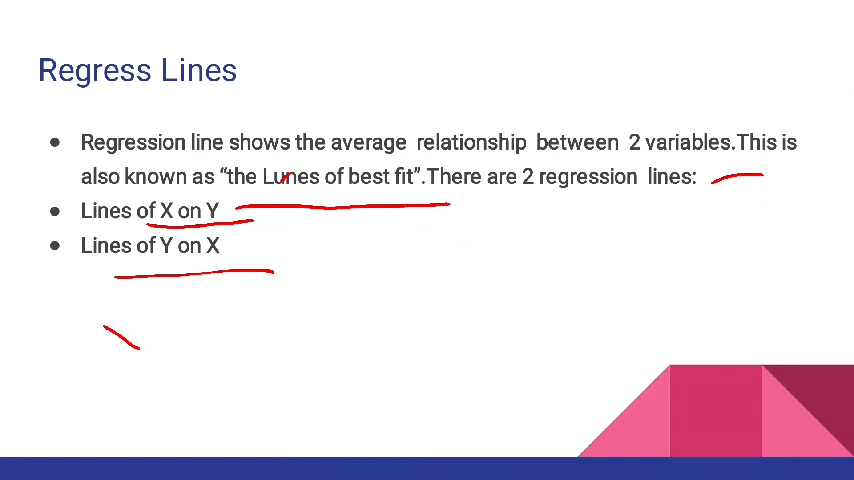 Regress Lines
● Regression line shows the average relationship between 2 variables.This is
also known as “the Lunes of best fit”.There are 2 regression lines:
● Lines of X on Y
● Lines of Y on X